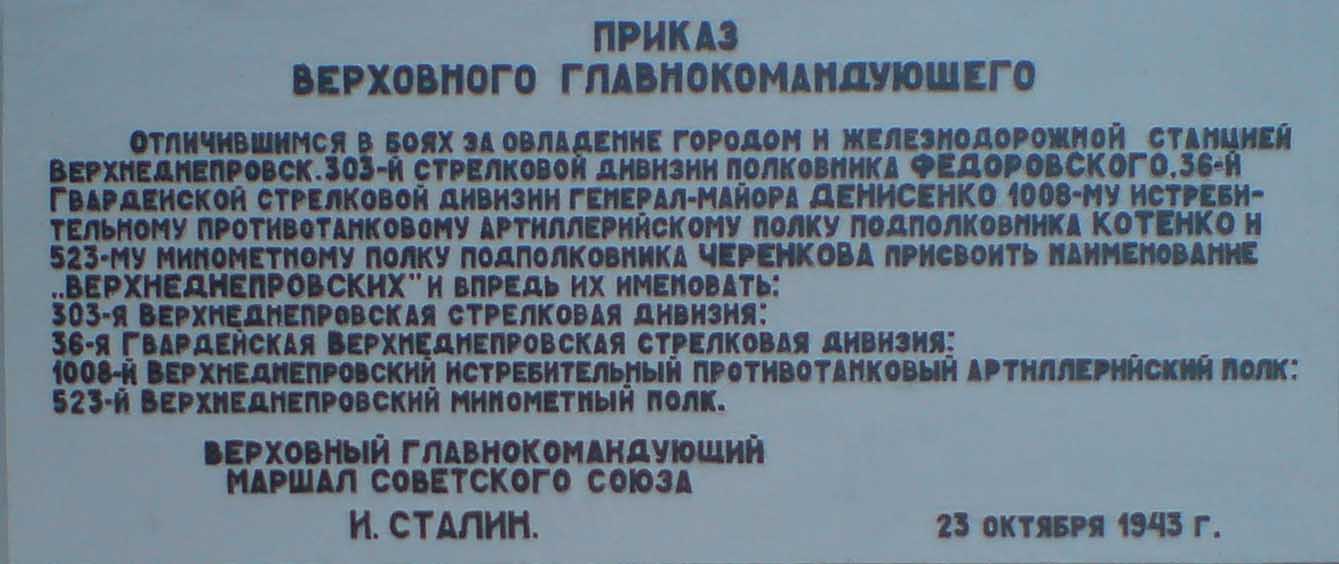 ПРИКАЗ
ВЕРХОВНОГО ГЛАВНОКОМАНДУЮЩЕГО
ОТЛИЧИВШИМСЯ В БОЯХ ЗА ОВЛАДЕНИЕ ГОРОДОМ И ЖЕЛЕЗНОДОРОЖНОЙ СТАНЦИЕЙ
ВЕРХНЕДНЕПРОВСК.303-Й СТРЕЛКОВОЙ ДИВИЗИИ ПОЛКОВНИКА ФЕДОРОВСКОГО,36-Й
ГВАРДЕЙСКОЙ СТРЕЛКОВОЙ ДИВИЗИИ ГЕНЕРАЛ-МАЙОРА ДЕНИСЕНКО 1008-МУ ИСТРЕБИ-
ТЕЛЬНОМУ ПРОТИВОТАНКОВОМУ АРТИЛЛЕРИЙСКОМУ ПОЛКУ ПОДПОЛКОВНИКА КОТЕНКО И
523-МУ МИНОМЕТНОМУ ПОЛКУ ПОДПОЛКОВНИКА ЧЕРЕНКОВА ПРИСВОИТЬ НАИМЕНОВАНИЕ
„ВЕРХНЕДНЕПРОВСКИХ" И ВПРЕДЬ ИХ ИМЕНОВАТЬ:
303-Я ВЕРХНЕДНЕПРОВСКАЯ СТРЕЛКОВАЯ ДИВИЗИЯ;
36-Я ГВАРДЕЙСКАЯ ВЕРХНЕДНЕПРОВСКАЯ СТРЕЛКОВАЯ ДИВИЗИЯ;
1008-Й ВЕРХНЕДНЕПРОВСКИЙ ИСТРЕБИТЕЛЬНЫЙ ПРОТИВОТАНКОВЫЙ АРТИЛЛЕРИЙСКИЙ ПОЛК;
523-Й ВЕРХНЕДНЕПРОВСКИЙ МИНОМЕТНЫЙ ПОЛК.
ВЕРХОВНЫЙ ГЛАВНОКОМАНДУЮЩИЙ
МАРШАЛ СОВЕТСКОГО СОЮЗА
И. СТАЛИН.
23 ОКТЯБРЯ 1943 Г.